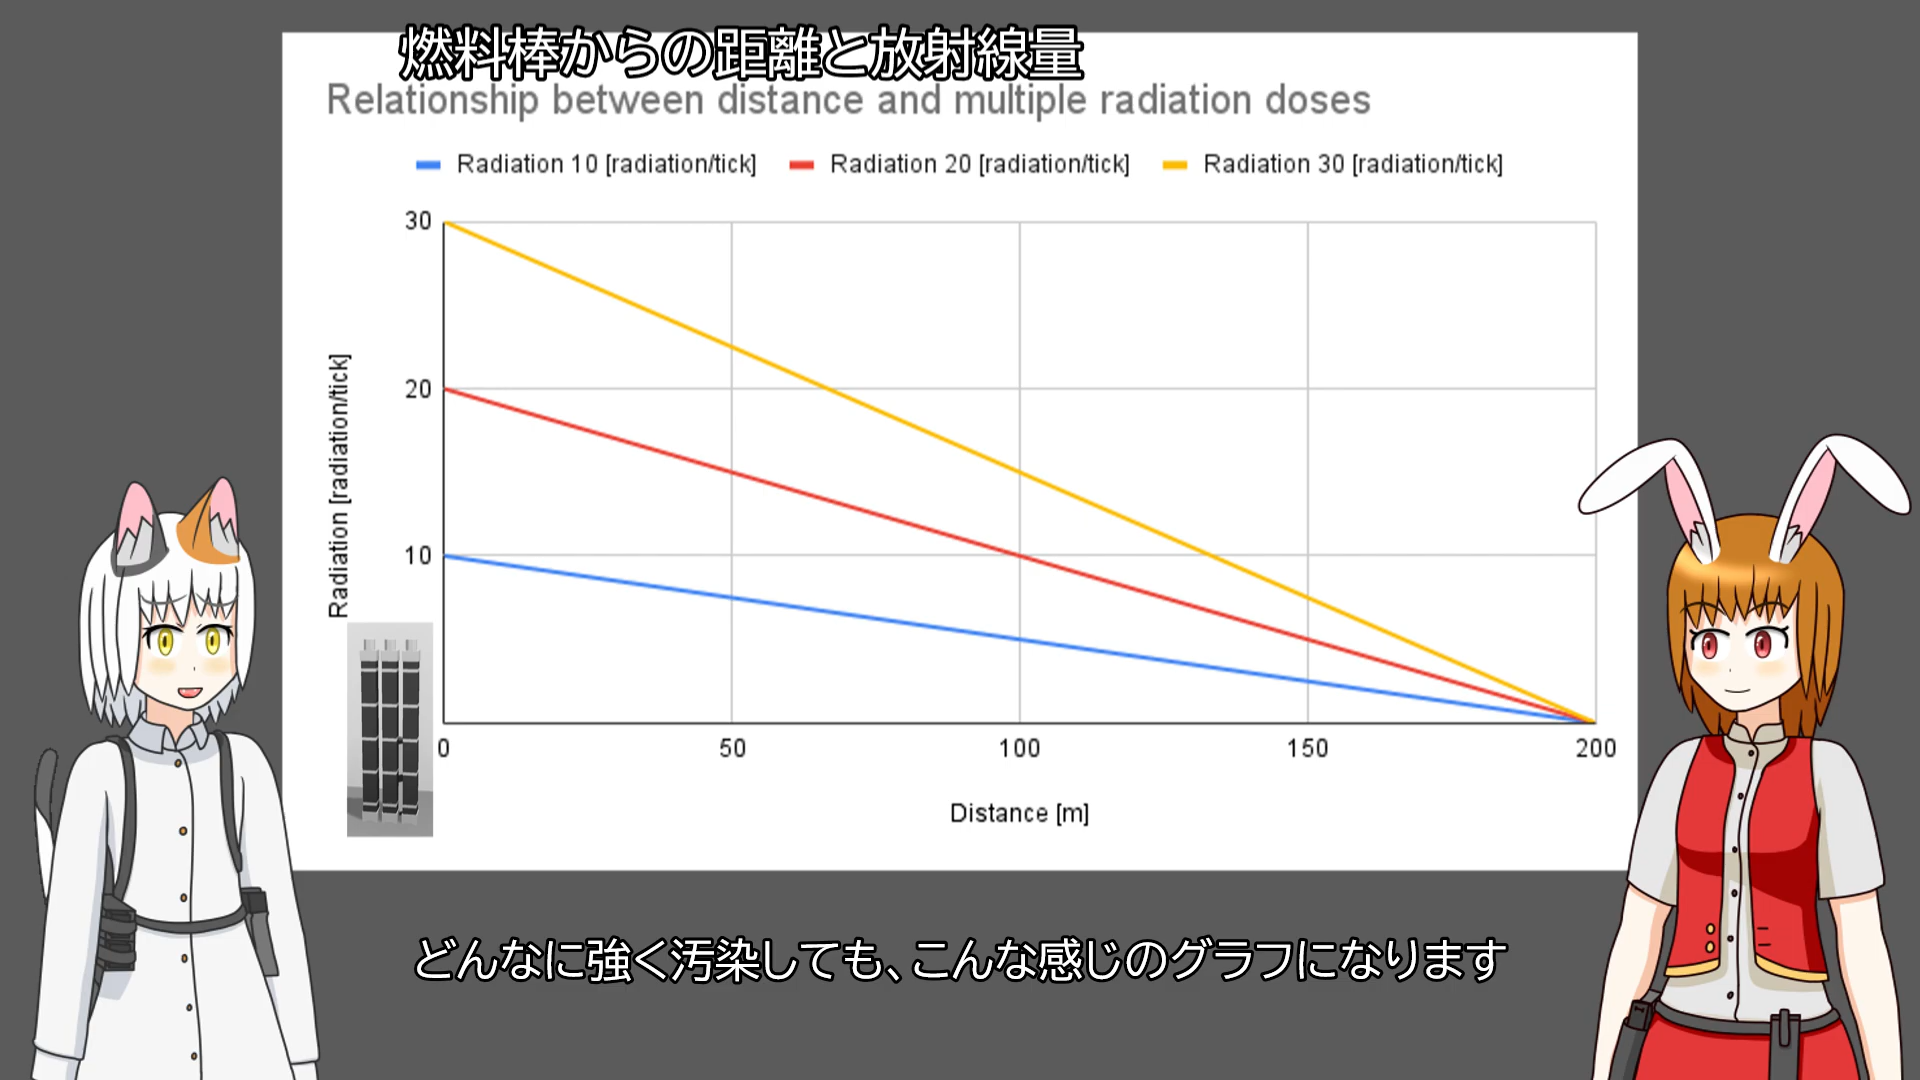 燃料棒からの距離と放射線量
Relationship between distance and multiple radiation doses
Radiation 10 [radiation/tick] Radiation 20 [radiation/tick] Radiation 30 [radiation/tick]
30
20
10
Radiation [radiation/tick]
0 50 100 150 200
Distance [m]
どんなに強く汚染しても、こんな感じのグラフになります